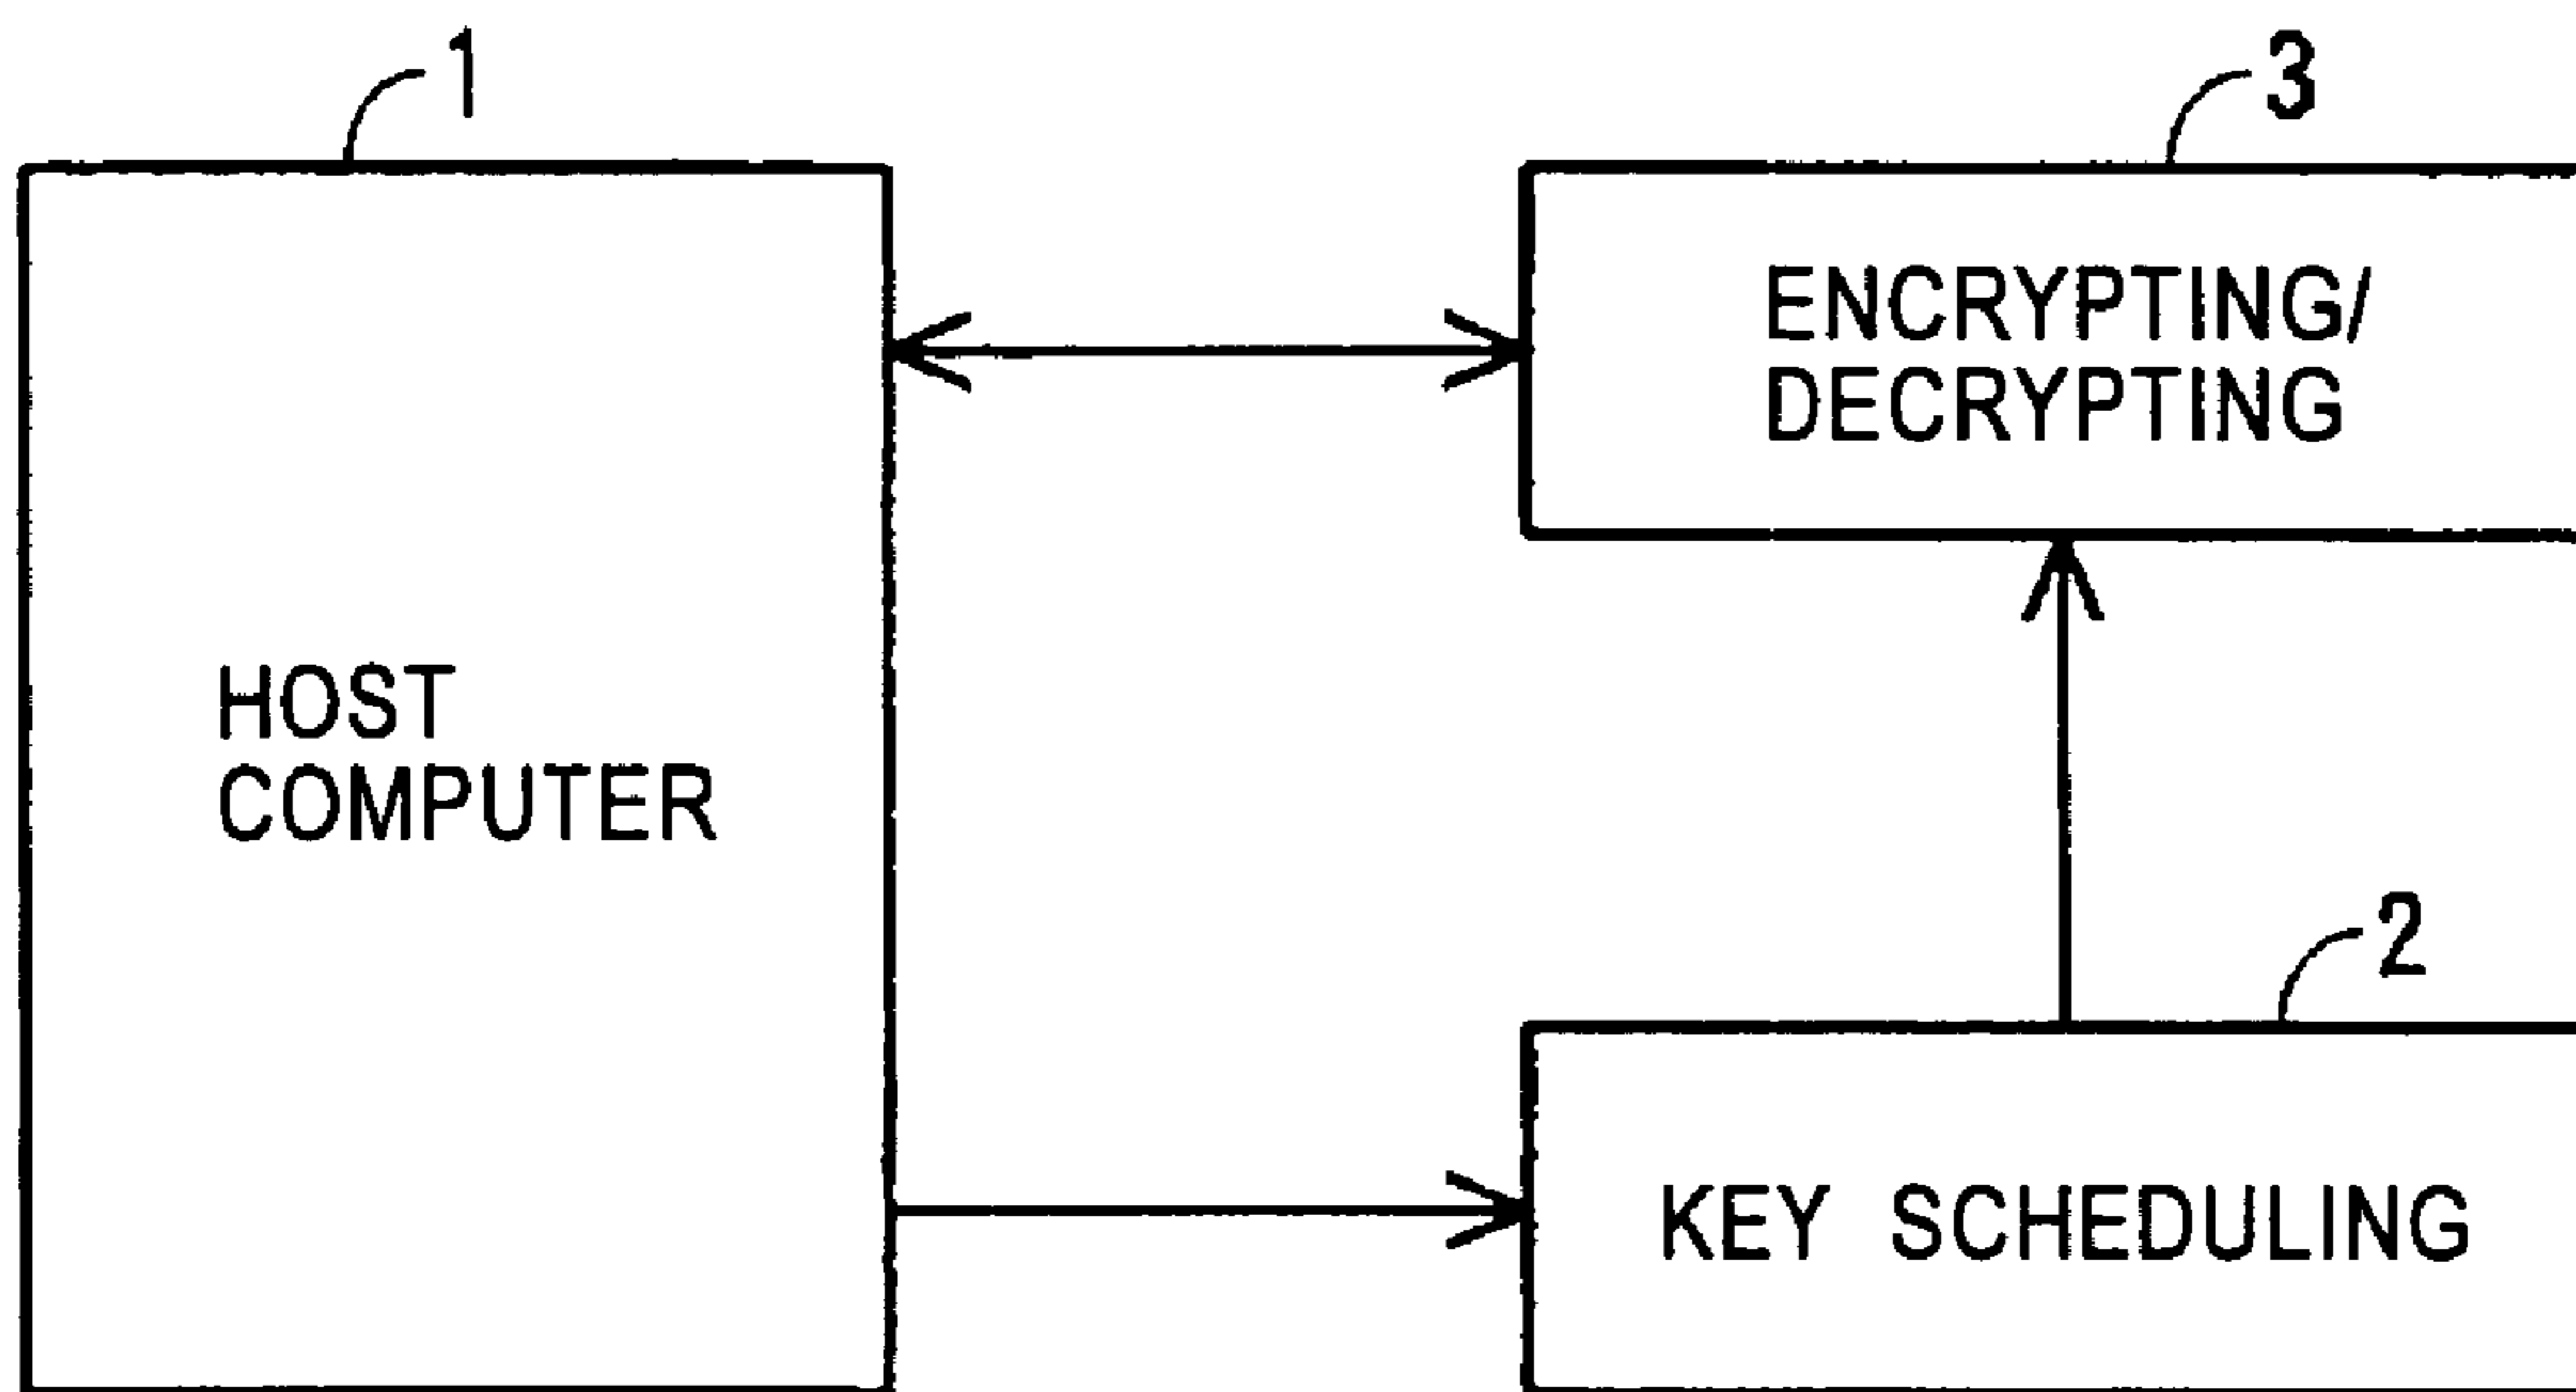 1
3
ENCRYPTING/
DECRYPTING
HOST
COMPUTER
2
KEY SCHEDULING